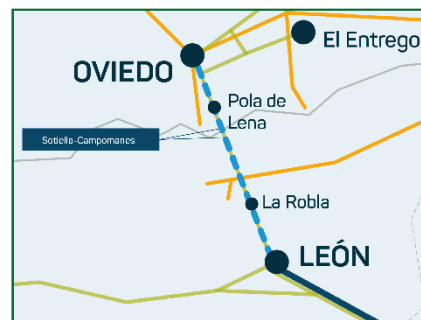 El Entrego
OVIEDO
Pola de
Lena
Sotiello-Campomanes
La Robla
LEÓN